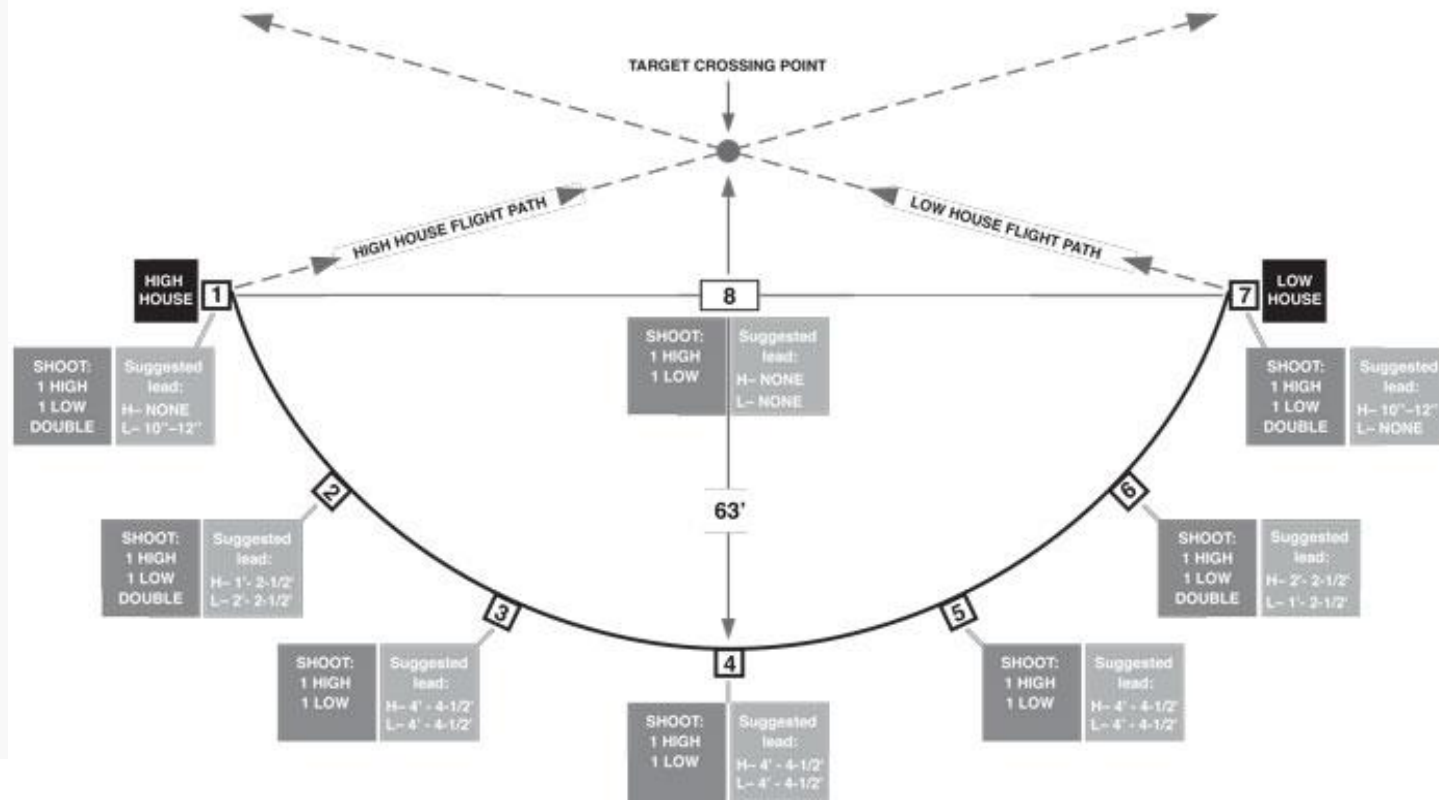 TARGET CROSSING POINT
HIGH HOUSE FLIGHT PATH
LOW HOUSE FLIGHT PATH
HIGH
HOUSE
1
8
7
LOW
HOUSE
SHOOT:
1 HIGH
1 LOW
DOUBLE
Suggested
lead:
H– NONE
L– 10"–12"
SHOOT:
1 HIGH
1 LOW
Suggested
lead:
H– NONE
L– NONE
SHOOT:
1 HIGH
1 LOW
DOUBLE
Suggested
lead:
H– 10"–12"
L– NONE
2
63'
6
SHOOT:
1 HIGH
1 LOW
DOUBLE
Suggested
lead:
H– 1'- 2-1/2'
L– 2'- 2-1/2'
SHOOT:
1 HIGH
1 LOW
DOUBLE
Suggested
lead:
H– 2'- 2-1/2'
L– 1'- 2-1/2'
3
4
5
SHOOT:
1 HIGH
1 LOW
Suggested
lead:
H– 4' - 4-1/2'
L– 4' - 4-1/2'
SHOOT:
1 HIGH
1 LOW
Suggested
lead:
H– 4' - 4-1/2'
L– 4' - 4-1/2'
SHOOT:
1 HIGH
1 LOW
Suggested
lead:
H– 4' - 4-1/2'
L– 4' - 4-1/2'